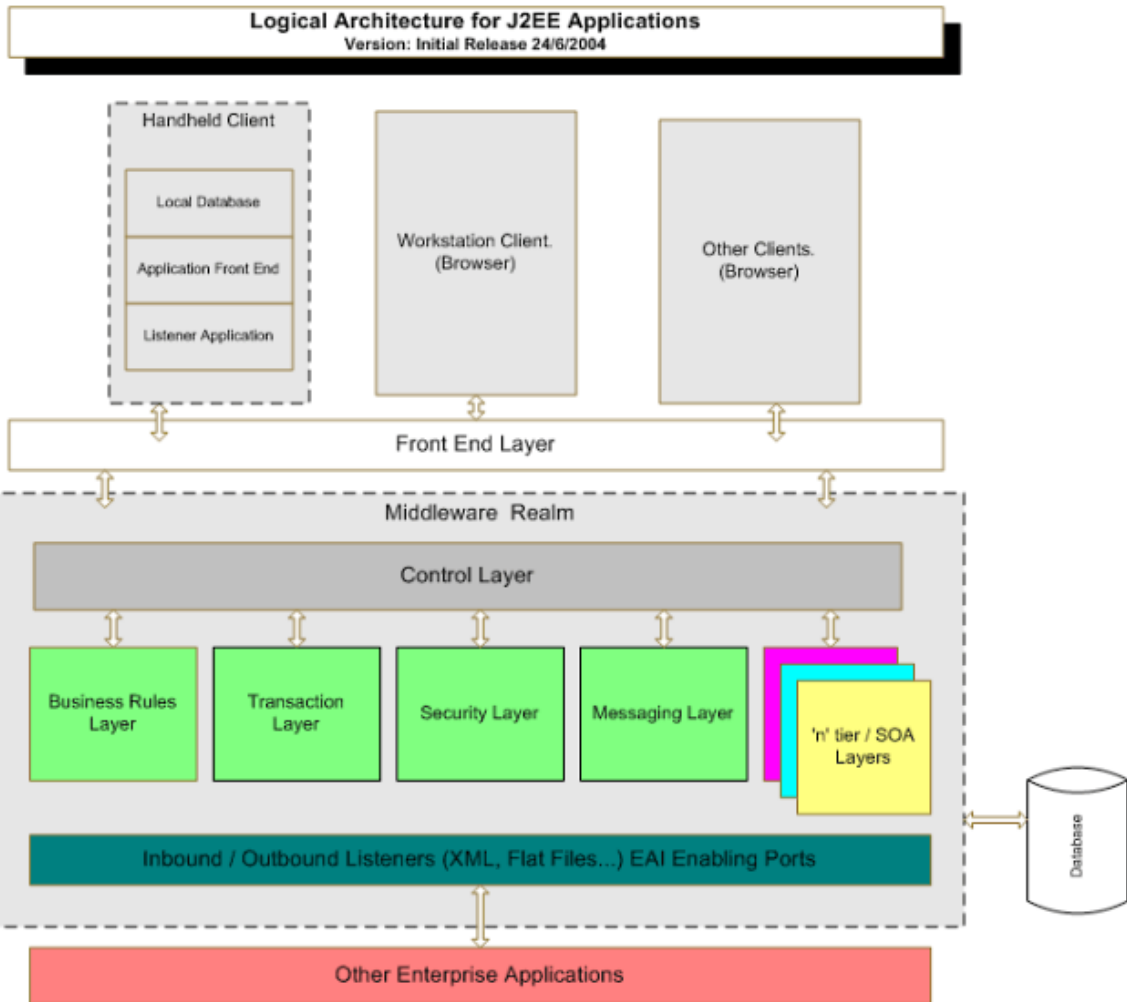 Logical Architecture for J2EE Applications
Version: Initial Release 24/6/2004
Handheld Client
Local Database
Application Front End
Listener Application
Workstation Client.
(Browser)
Other Clients.
(Browser)
Front End Layer
Middleware Realm
Control Layer
Business Rules
Layer
Transaction
Layer
Security Layer
Messaging Layer
'n' tier / SOA
Layers
Database
Inbound / Outbound Listeners (XML, Flat Files...) EAI Enabling Ports
Other Enterprise Applications